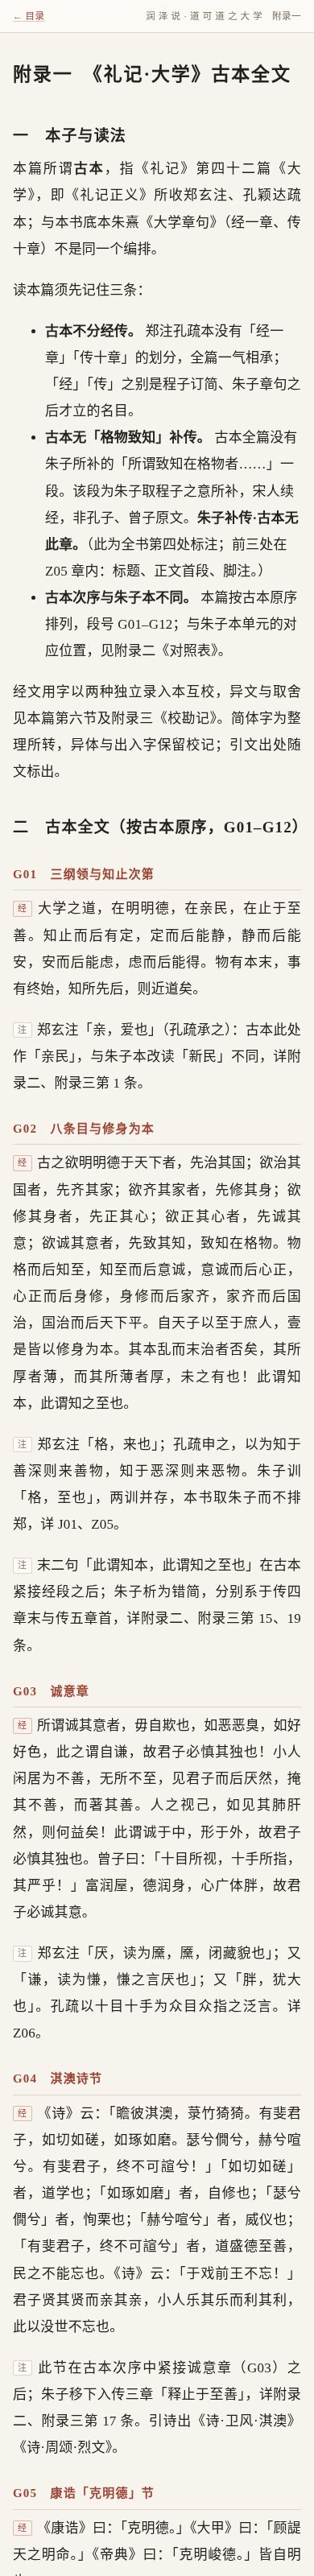 ← 目录 润泽说·道可道之大学 附录一
附录一 《礼记·大学》古本全文
一 本子与读法
本篇所谓古本，指《礼记》第四十二篇《大
学》，即《礼记正义》所收郑玄注、孔颖达疏
本；与本书底本朱熹《大学章句》（经一章、传
十章）不是同一个编排。
读本篇须先记住三条：
• 古本不分经传。 郑注孔疏本没有「经一
章」「传十章」的划分，全篇一气相承；
「经」「传」之别是程子订简、朱子章句之
后才立的名目。
• 古本无「格物致知」补传。 古本全篇没有
朱子所补的「所谓致知在格物者……」一
段。该段为朱子取程子之意所补，宋人续
经，非孔子、曾子原文。朱子补传·古本无
此章。（此为全书第四处标注；前三处在
Z05 章内：标题、正文首段、脚注。）
• 古本次序与朱子本不同。 本篇按古本原序
排列，段号 G01–G12；与朱子本单元的对
应位置，见附录二《对照表》。
经文用字以两种独立录入本互校，异文与取舍
见本篇第六节及附录三《校勘记》。简体字为整
理所转，异体与出入字保留校记；引文出处随
文标出。
二 古本全文（按古本原序，G01–G12）
G01 三纲领与知止次第
经 大学之道，在明明德，在亲民，在止于至
善。知止而后有定，定而后能静，静而后能
安，安而后能虑，虑而后能得。物有本末，事
有终始，知所先后，则近道矣。
注 郑玄注「亲，爱也」（孔疏承之）：古本此处
作「亲民」，与朱子本改读「新民」不同，详附
录二、附录三第 1 条。
G02 八条目与修身为本
经 古之欲明明德于天下者，先治其国；欲治其
国者，先齐其家；欲齐其家者，先修其身；欲
修其身者，先正其心；欲正其心者，先诚其
意；欲诚其意者，先致其知，致知在格物。物
格而后知至，知至而后意诚，意诚而后心正，
心正而后身修，身修而后家齐，家齐而后国
治，国治而后天下平。自天子以至于庶人，壹
是皆以修身为本。其本乱而末治者否矣，其所
厚者薄，而其所薄者厚，未之有也！此谓知
本，此谓知之至也。
注 郑玄注「格，来也」；孔疏申之，以为知于
善深则来善物，知于恶深则来恶物。朱子训
「格，至也」，两训并存，本书取朱子而不排
郑，详 J01、Z05。
注 末二句「此谓知本，此谓知之至也」在古本
紧接经段之后；朱子析为错简，分别系于传四
章末与传五章首，详附录二、附录三第 15、19
条。
G03 诚意章
经 所谓诚其意者，毋自欺也，如恶恶臭，如好
好色，此之谓自谦，故君子必慎其独也！小人
闲居为不善，无所不至，见君子而后厌然，掩
其不善，而著其善。人之视己，如见其肺肝
然，则何益矣！此谓诚于中，形于外，故君子
必慎其独也。曾子曰：「十目所视，十手所指，
其严乎！」富润屋，德润身，心广体胖，故君
子必诚其意。
注 郑玄注「厌，读为黡，黡，闭藏貌也」；又
「谦，读为慊，慊之言厌也」；又「胖，犹大
也」。孔疏以十目十手为众目众指之泛言。详
Z06。
G04 淇澳诗节
经 《诗》云：「瞻彼淇澳，菉竹猗猗。有斐君
子，如切如磋，如琢如磨。瑟兮僩兮，赫兮喧
兮。有斐君子，终不可諠兮！」「如切如磋」
者，道学也；「如琢如磨」者，自修也；「瑟兮
僩兮」者，恂栗也；「赫兮喧兮」者，威仪也；
「有斐君子，终不可諠兮」者，道盛德至善，
民之不能忘也。《诗》云：「于戏前王不忘！」
君子贤其贤而亲其亲，小人乐其乐而利其利，
此以没世不忘也。
注 此节在古本次序中紧接诚意章（G03）之
后；朱子移下入传三章「释止于至善」，详附录
二、附录三第 17 条。引诗出《诗·卫风·淇澳》
《诗·周颂·烈文》。
G05 康诰「克明德」节
经 《康诰》曰：「克明德。」《大甲》曰：「顾諟
天之明命。」《帝典》曰：「克明峻德。」皆自明